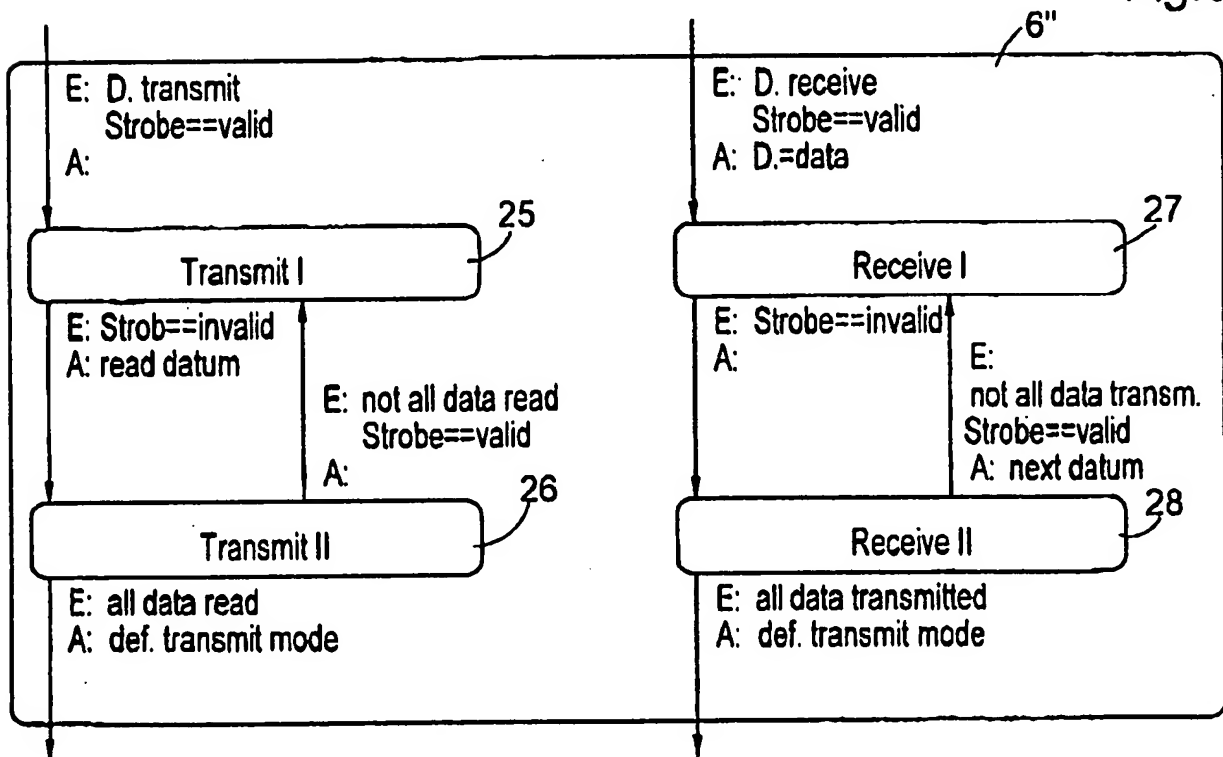 6"
E: D. transmit
Strobe==valid
A:
E: D. receive
Strobe==valid
A: D.=data
25
Transmit I
27
Receive I
E: Strob==invalid
A: read datum
E: not all data read
Strobe==valid
A:
E: Strobe==invalid
A:
E:
not all data transm.
Strobe==valid
A: next datum
26
Transmit II
28
Receive II
E: all data read
A: def. transmit mode
E: all data transmitted
A: def. transmit mode